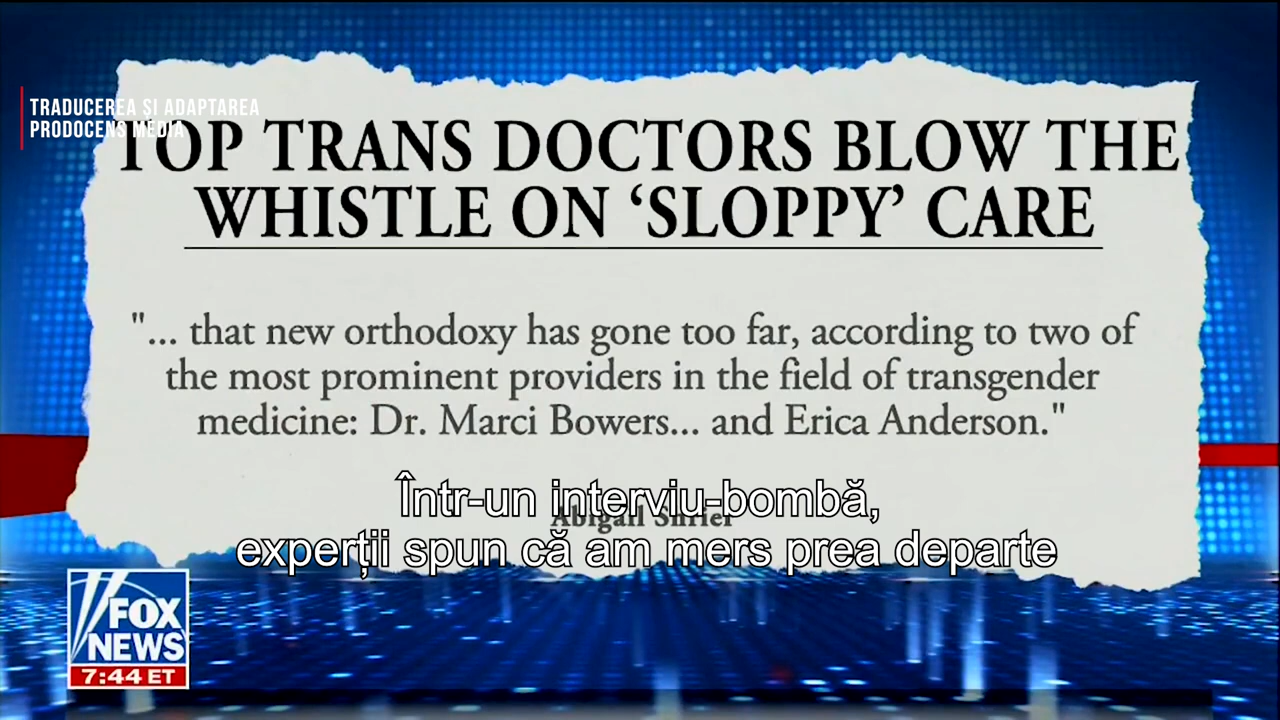 TRADUCEREA ȘI ADAPTAREA
PRODOCENS MEDIA
TOP TRANS DOCTORS BLOW THE
WHISTLE ON ‘SLOPPY’ CARE
"... that new orthodoxy has gone too far, according to two of
the most prominent providers in the field of transgender
medicine: Dr. Marci Bowers... and Erica Anderson."
Abigail Shrier
Într-un interviu-bombă,
experții spun că am mers prea departe
FOX
NEWS
7:44 ET